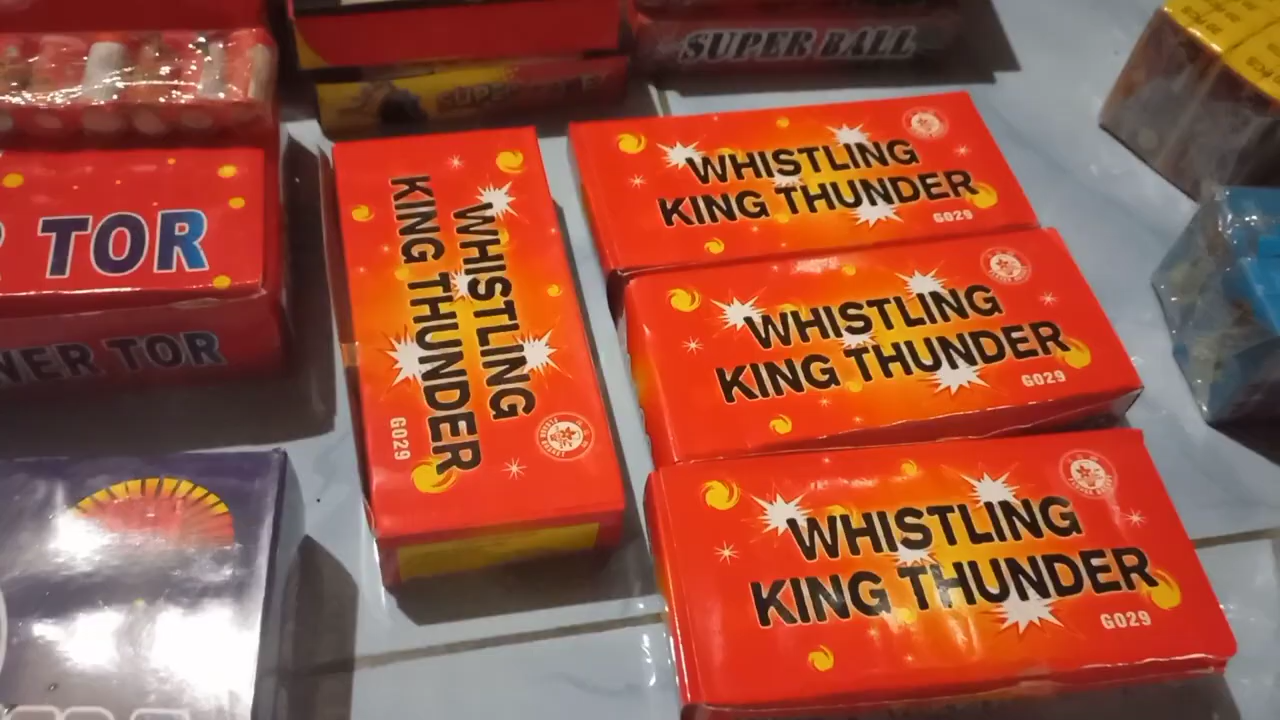 SUPER BALL
TOR
NER TOR
WHISTLING
KING THUNDER
G029
WHISTLING
KING THUNDER
G029
WHISTLING
KING THUNDER
G029
WHISTLING
KING THUNDER
G029